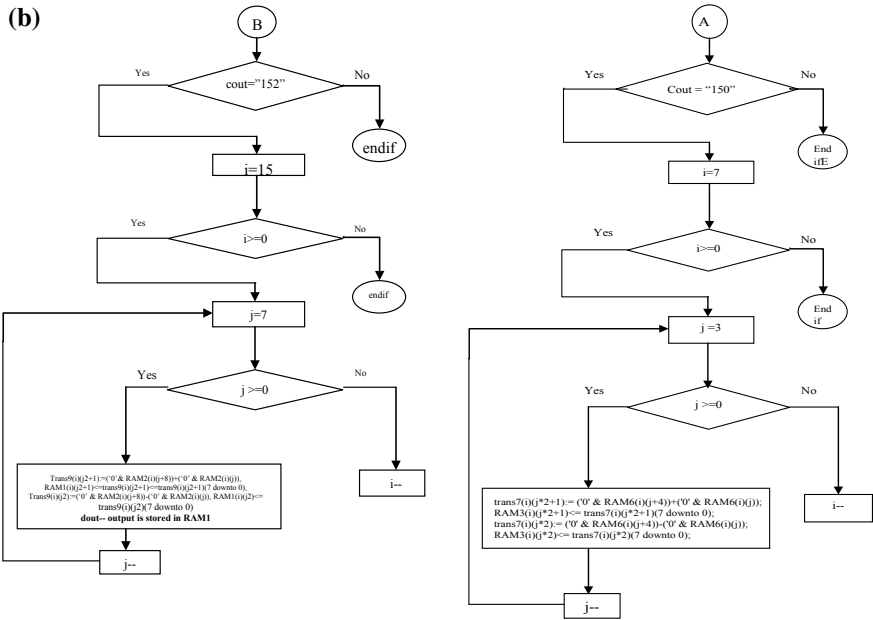 (b)
B
Yes
cout=”152”
No
endif
i=15
Yes
i>=0
No
endif
j=7
Yes
j >=0
No
Trans9(i)(j2+1):=('0'& RAM2(i)(j+8))+('0' & RAM2(i)(j)),
RAM1(i)(j2+1)<=trans9(i)(j2+1)<=trans9(i)(j2+1)(7 downto 0),
Trans9(i)(j2):=('0' & RAM2(i)(j+8))-('0' & RAM2(i)(j)), RAM1(i)(j2)<=
trans9(i)(j2)(7 downto 0)
dout-- output is stored in RAM1
i--
j--
A
Yes
Cout = “150”
No
End
ifE
i=7
Yes
i>=0
No
End
if
j =3
Yes
j >=0
No
trans7(i)(j*2+1):= ('0' & RAM6(i)(j+4))+('0' & RAM6(i)(j));
RAM3(i)(j*2+1)<= trans7(i)(j*2+1)(7 downto 0);
trans7(i)(j*2):= ('0' & RAM6(i)(j+4))-('0' & RAM6(i)(j));
RAM3(i)(j*2)<= trans7(i)(j*2)(7 downto 0);
i--
j--